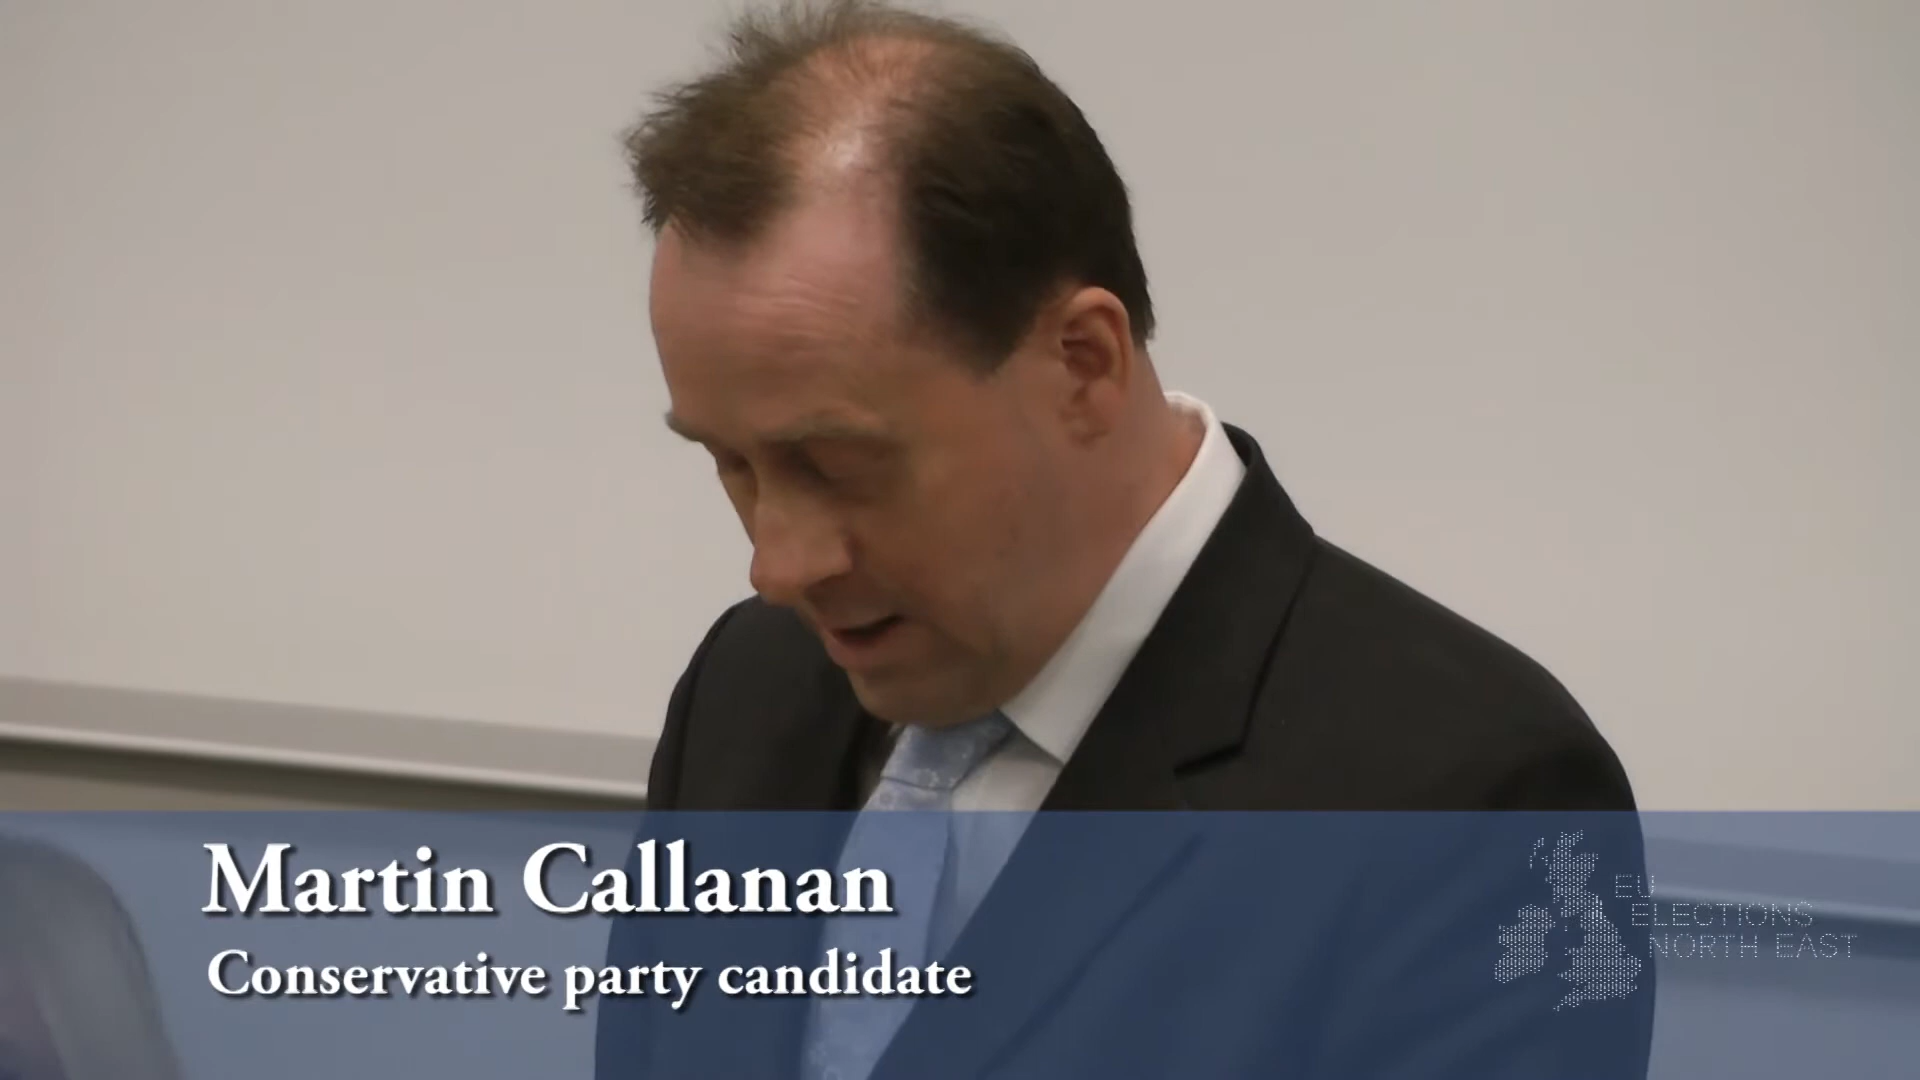 Martin Callanan
Conservative party candidate
EU
ELECTIONS
NORTH EAST